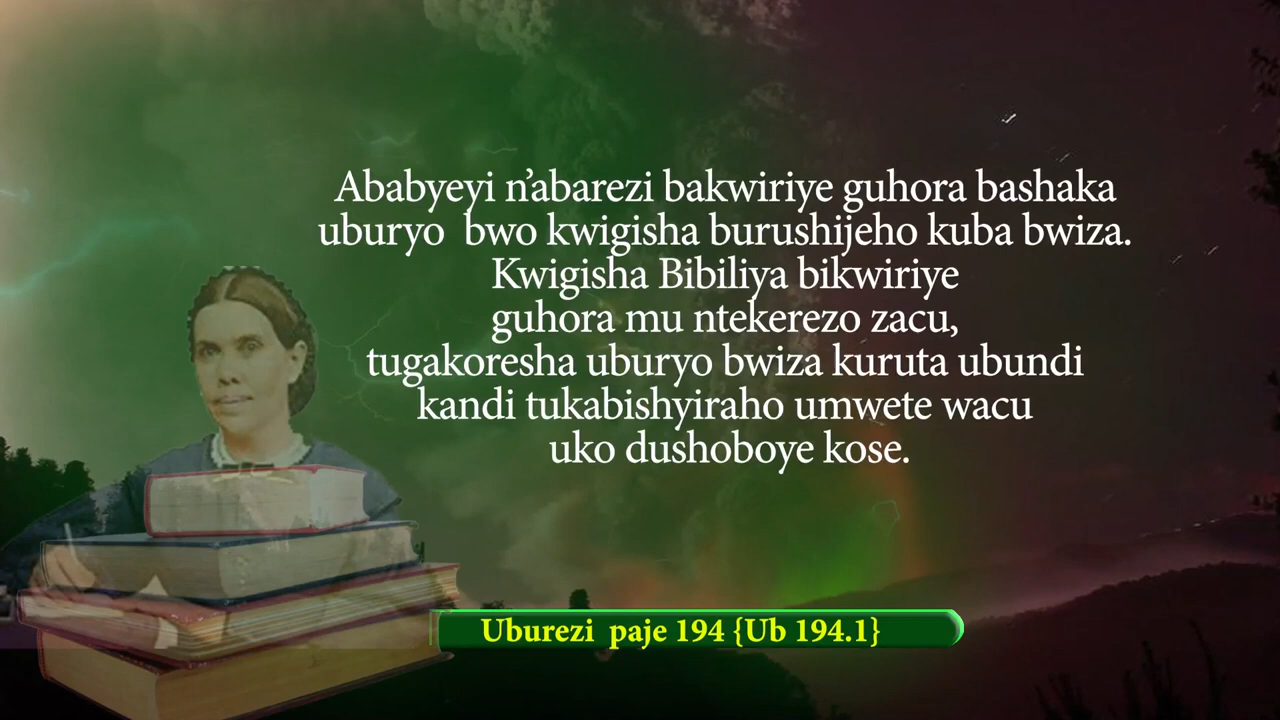 Ababyeyi n’abarezi bakwiriye guhora bashaka
uburyo bwo kwigisha burushijeho kuba bwiza.
Kwigisha Bibiliya bikwiriye
guhora mu ntekerezo zacu,
tugakoresha uburyo bwiza kuruta ubundi
kandi tukabishyiraho umwete wacu
uko dushoboye kose.
Uburezi paje 194 {Ub 194.1}